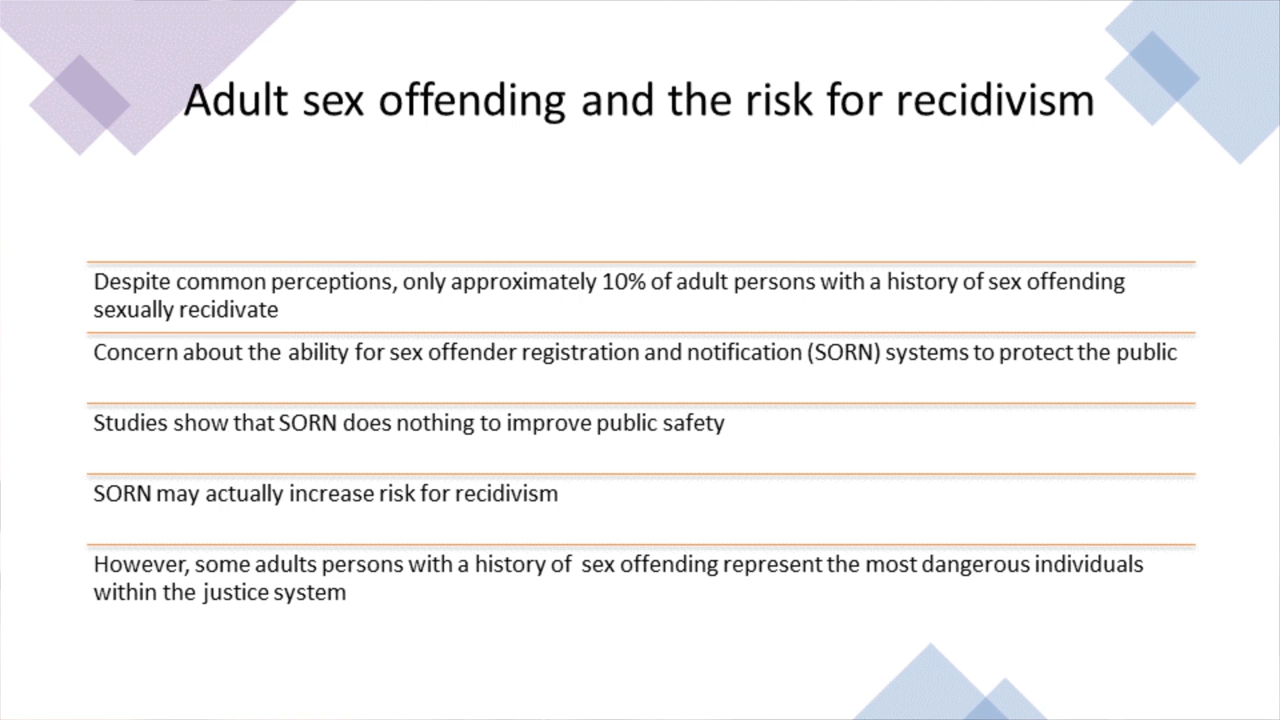 Adult sex offending and the risk for recidivism
Despite common perceptions, only approximately 10% of adult persons with a history of sex offending
sexually recidivate
Concern about the ability for sex offender registration and notification (SORN) systems to protect the public
Studies show that SORN does nothing to improve public safety
SORN may actually increase risk for recidivism
However, some adults persons with a history of sex offending represent the most dangerous individuals
within the justice system